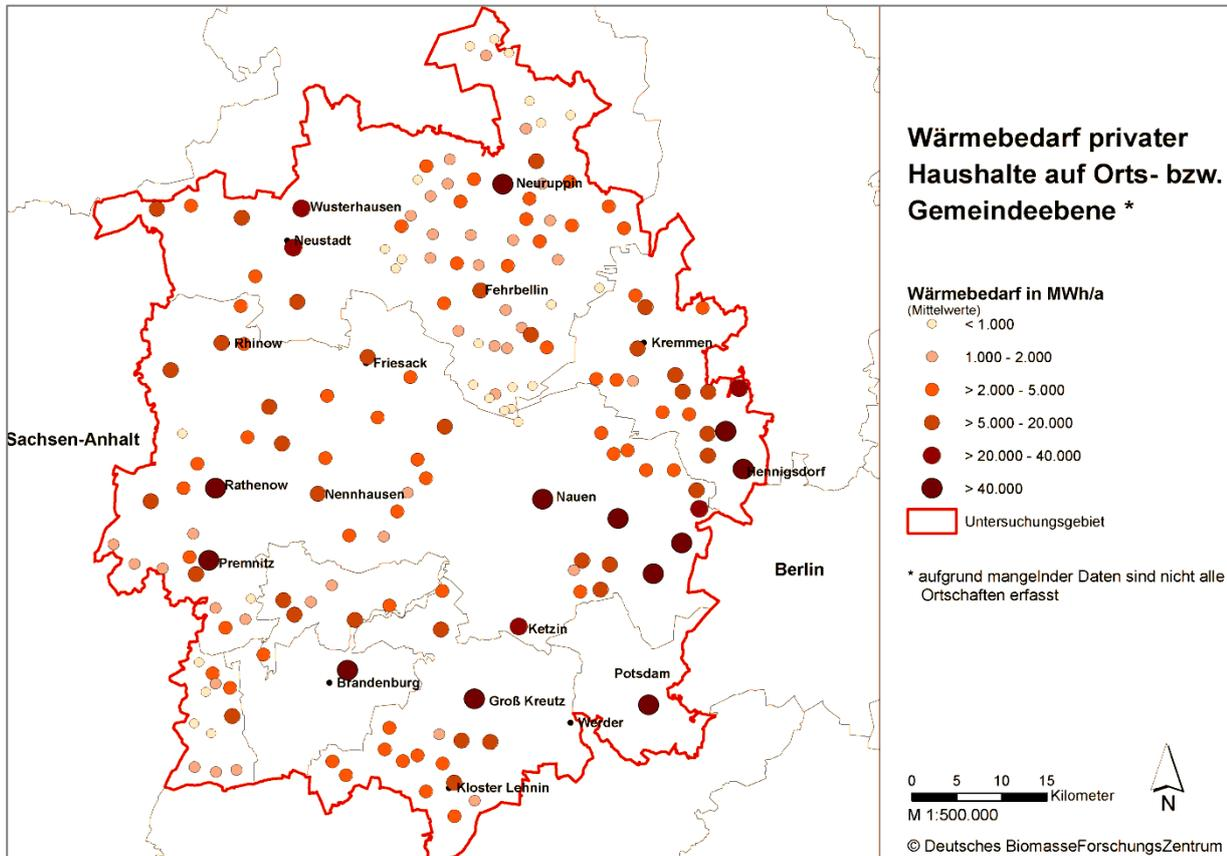 Neuruppin
Wusterhausen
Neustadt
Fehrbellin
Rhinow
Kremmen
Friesack
Sachsen-Anhalt
Hennigsdorf
Rathenow
Nennhausen
Nauen
Premnitz
Berlin
Ketzin
Potsdam
Brandenburg
Groß Kreutz
Werder
Kloster Lehnin
Wärmebedarf privater
Haushalte auf Orts- bzw.
Gemeindeebene *
Wärmebedarf in MWh/a
(Mittelwerte)
< 1.000
1.000 - 2.000
> 2.000 - 5.000
> 5.000 - 20.000
> 20.000 - 40.000
> 40.000
Untersuchungsgebiet
* aufgrund mangelnder Daten sind nicht alle
Ortschaften erfasst
0 5 10 15
Kilometer
M 1:500.000
N
© Deutsches BiomasseForschungsZentrum